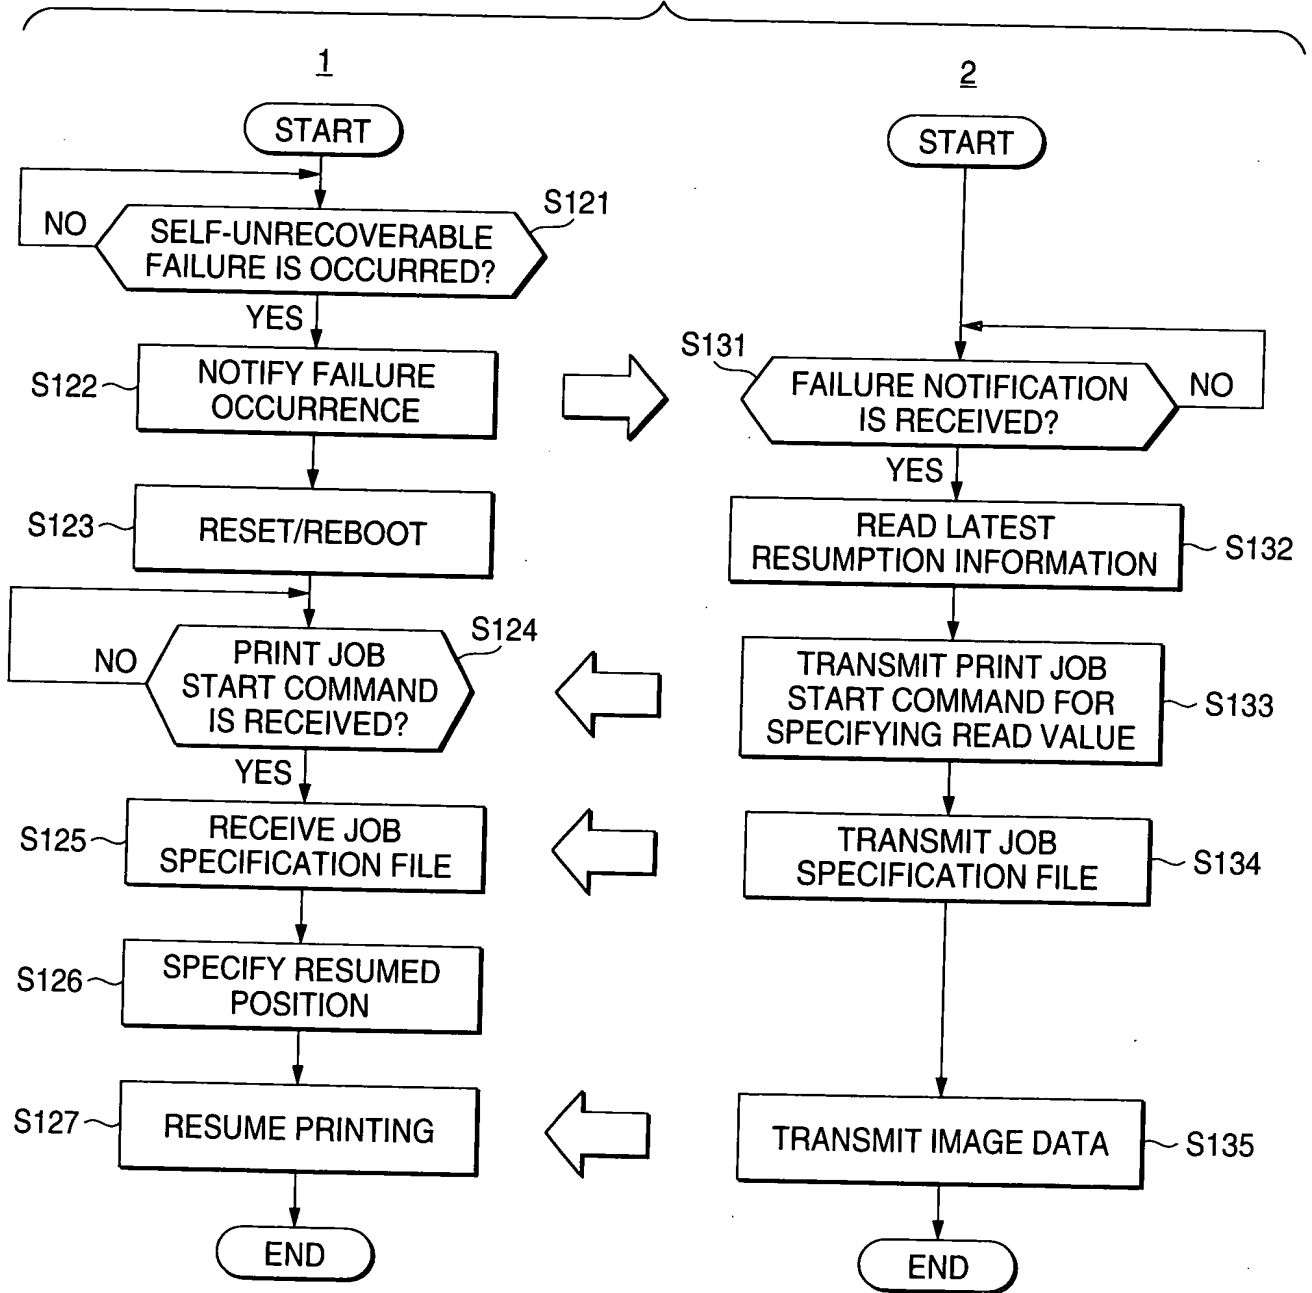 1
START
S121
NO
SELF-UNRECOVERABLE
FAILURE IS OCCURRED?
YES
S122
NOTIFY FAILURE
OCCURRENCE
S123
RESET/REBOOT
S124
NO
PRINT JOB
START COMMAND
IS RECEIVED?
YES
S125
RECEIVE JOB
SPECIFICATION FILE
S126
SPECIFY RESUMED
POSITION
S127
RESUME PRINTING
END
2
START
S131
FAILURE NOTIFICATION
IS RECEIVED?
NO
YES
READ LATEST
RESUMPTION INFORMATION
S132
TRANSMIT PRINT JOB
START COMMAND FOR
SPECIFYING READ VALUE
S133
TRANSMIT JOB
SPECIFICATION FILE
S134
TRANSMIT IMAGE DATA
S135
END